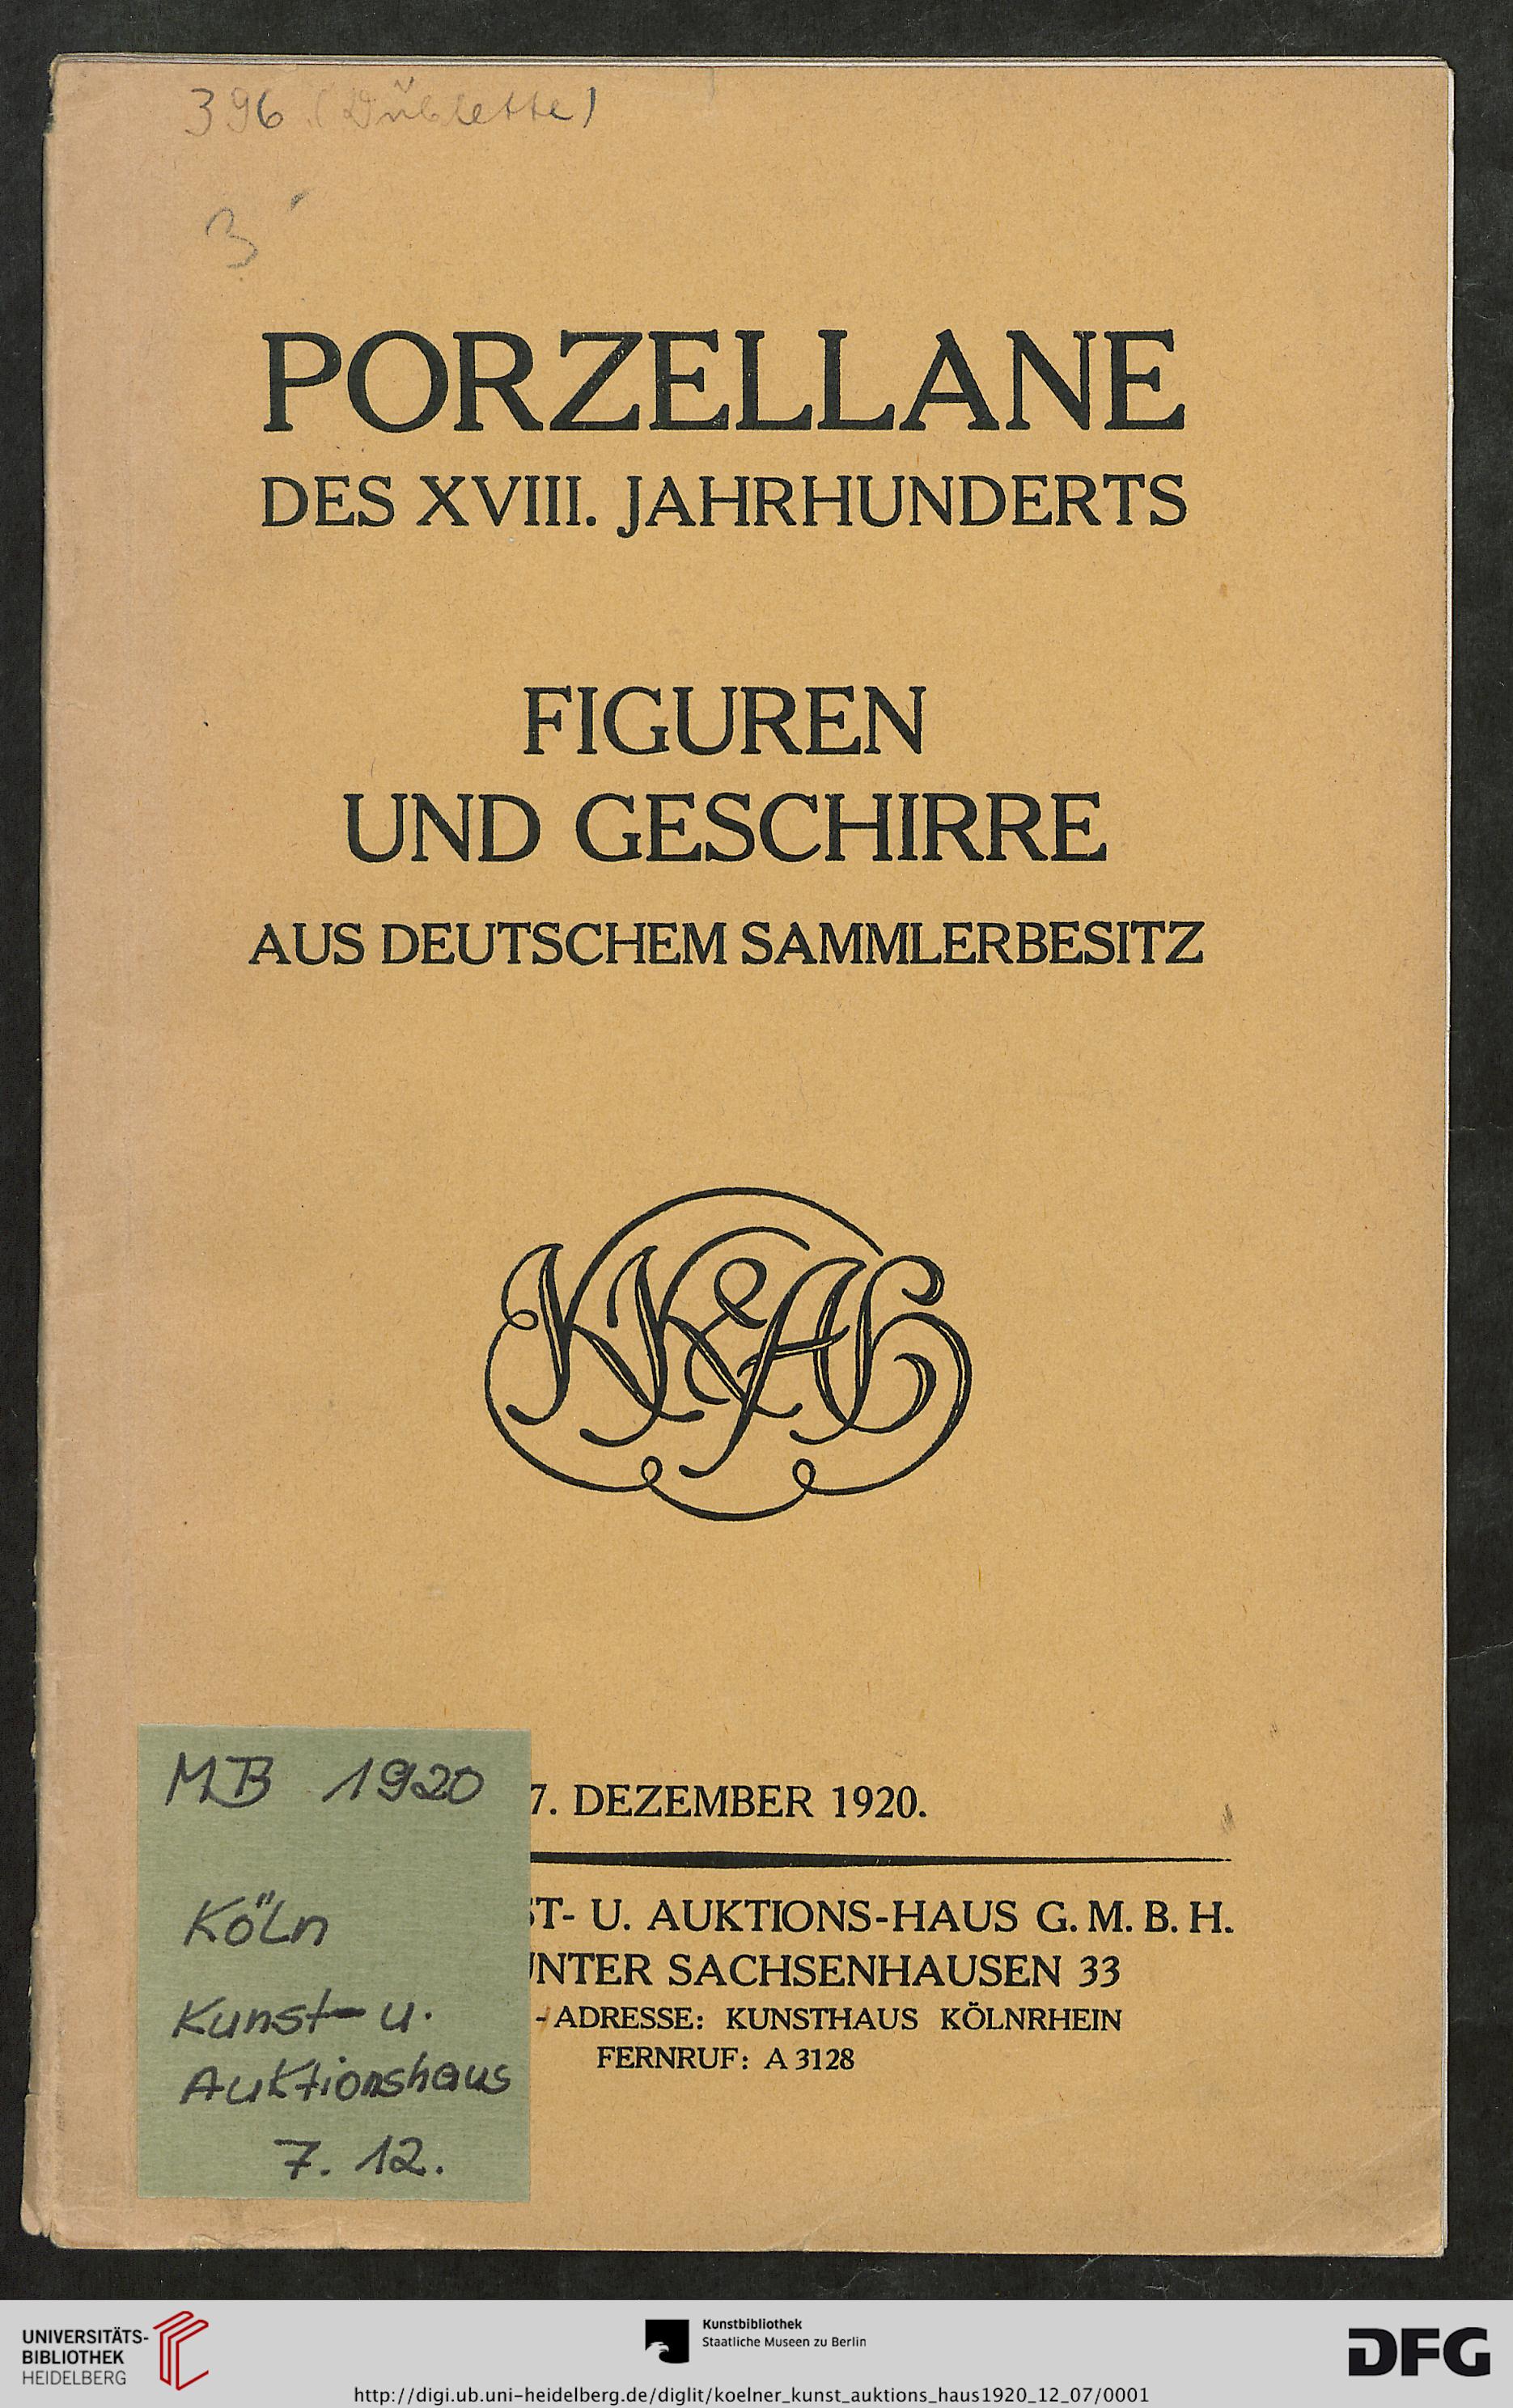 396 (Dublette)
3
PORZELLANE
DES XVIII. JAHRHUNDERTS
FIGUREN
UND GESCHIRRE
AUS DEUTSCHEM SAMMLERBESITZ
KK&AH
7. DEZEMBER 1920.
ST- U. AUKTIONS-HAUS G. M. B. H.
UNTER SACHSENHAUSEN 33
-ADRESSE: KUNSTHAUS KÖLNRHEIN
FERNRUF: A 3128
MB 1920
Köln
Kunst- u.
Auktionshaus
7. 12.
UNIVERSITÄTS-
BIBLIOTHEK
HEIDELBERG
Kunstbibliothek
Staatliche Museen zu Berlin
DFG
http://digi.ub.uni-heidelberg.de/diglit/koelner_kunst_auktions_haus1920_12_07/0001